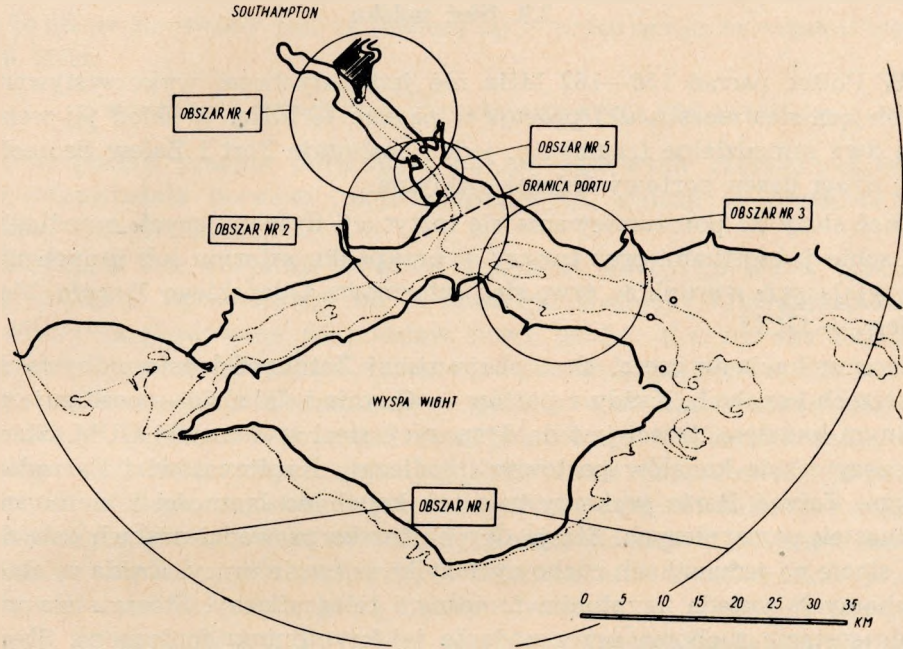 SOUTHAMPTON
OBSZAR NR 4
OBSZAR NR 5
GRANICA PORTU
OBSZAR NR 2
OBSZAR NR 3
WYSPA WIGHT
OBSZAR NR 1
0 5 10 15 20 25 30 35
KM